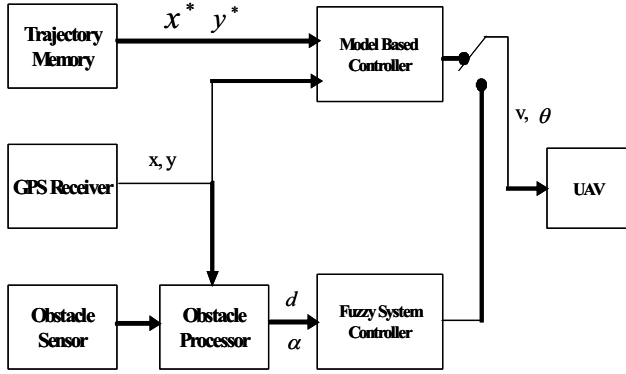 Trajectory
Memory
x* y*
Model Based
Controller
v, θ
GPS Receiver
x, y
UAV
Obstacle
Sensor
Obstacle
Processor
d
α
Fuzzy System
Controller